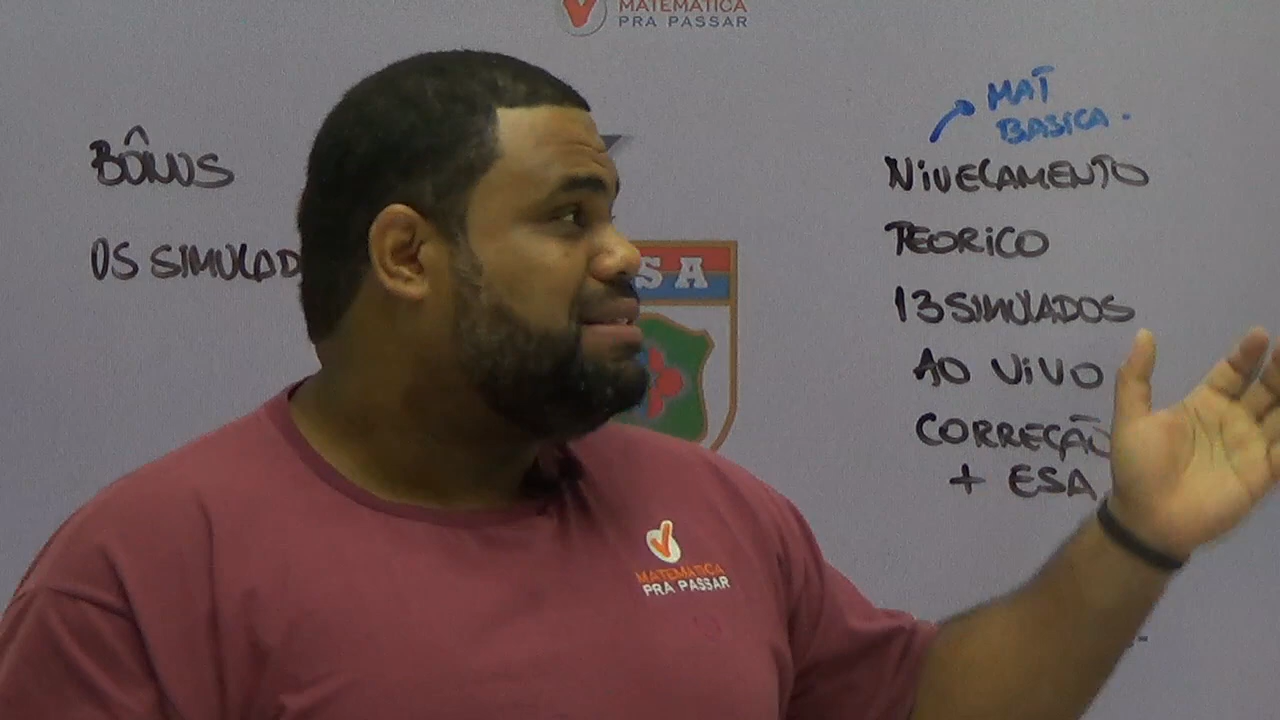 MATEMÁTICA
PRA PASSAR
BÔNUS
OS SIMULAD
MAT
BASICA.
NIVELAMENTO
TEORICO
13 SIMULADOS
AO VIVO
CORREÇÃO
+ ESA
SA
MATEMÁTICA
PRA PASSAR